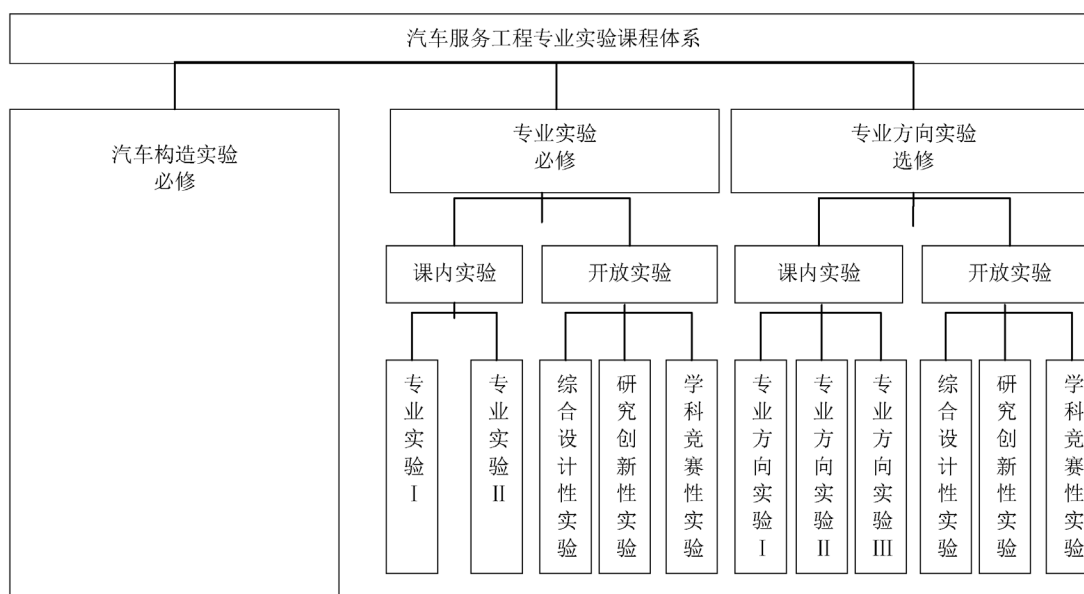 汽车服务工程专业实验课程体系
汽车构造实验
必修
专业实验
必修
专业方向实验
选修
课内实验
开放实验
课内实验
开放实验
专业实验Ⅰ
专业实验Ⅱ
综合设计性实验
研究创新性实验
学科竞赛性实验
专业方向实验Ⅰ
专业方向实验Ⅱ
专业方向实验Ⅲ
综合设计性实验
研究创新性实验
学科竞赛性实验